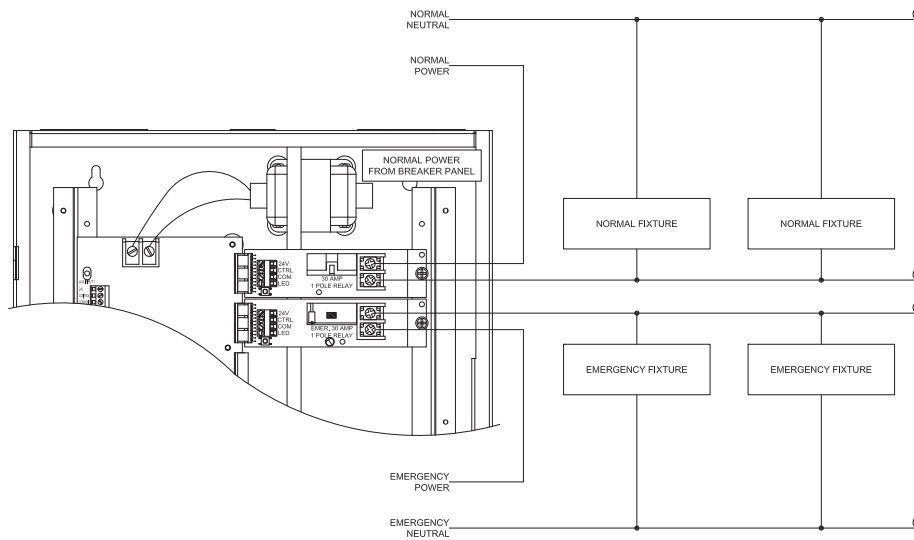 NORMAL
NEUTRAL
NORMAL
POWER
NORMAL POWER
FROM BREAKER PANEL
NORMAL FIXTURE
NORMAL FIXTURE
24V
CTRL
COM
LED
30 AMP
1 POLE RELAY
24V
CTRL
COM
LED
EMER, 30 AMP
1 POLE RELAY
EMERGENCY FIXTURE
EMERGENCY FIXTURE
EMERGENCY
POWER
EMERGENCY
NEUTRAL